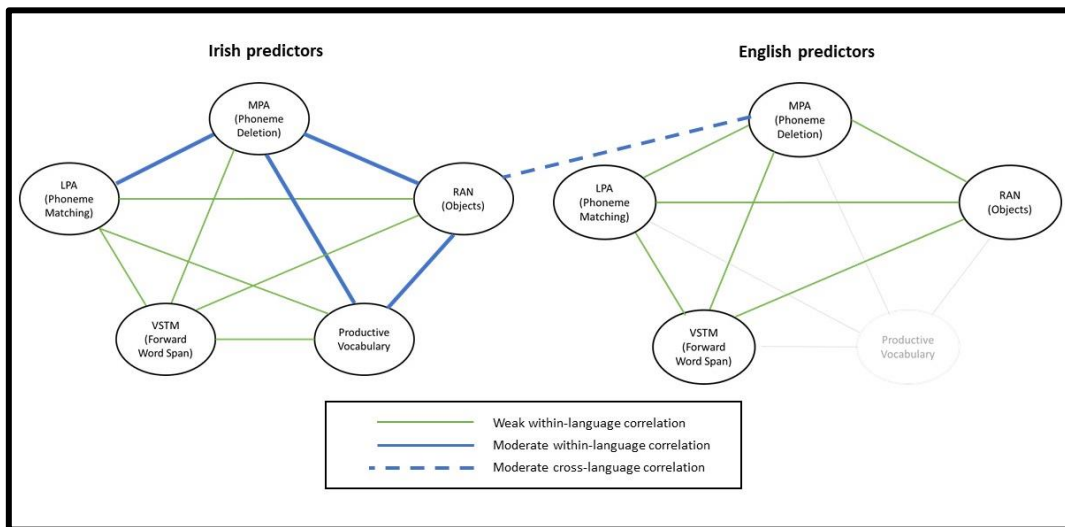 Irish predictors
MPA
(Phoneme
Deletion)
LPA
(Phoneme
Matching)
RAN
(Objects)
VSTM
(Forward
Word Span)
Productive
Vocabulary
English predictors
MPA
(Phoneme
Deletion)
LPA
(Phoneme
Matching)
RAN
(Objects)
VSTM
(Forward
Word Span)
Productive
Vocabulary
Weak within-language correlation
Moderate within-language correlation
Moderate cross-language correlation